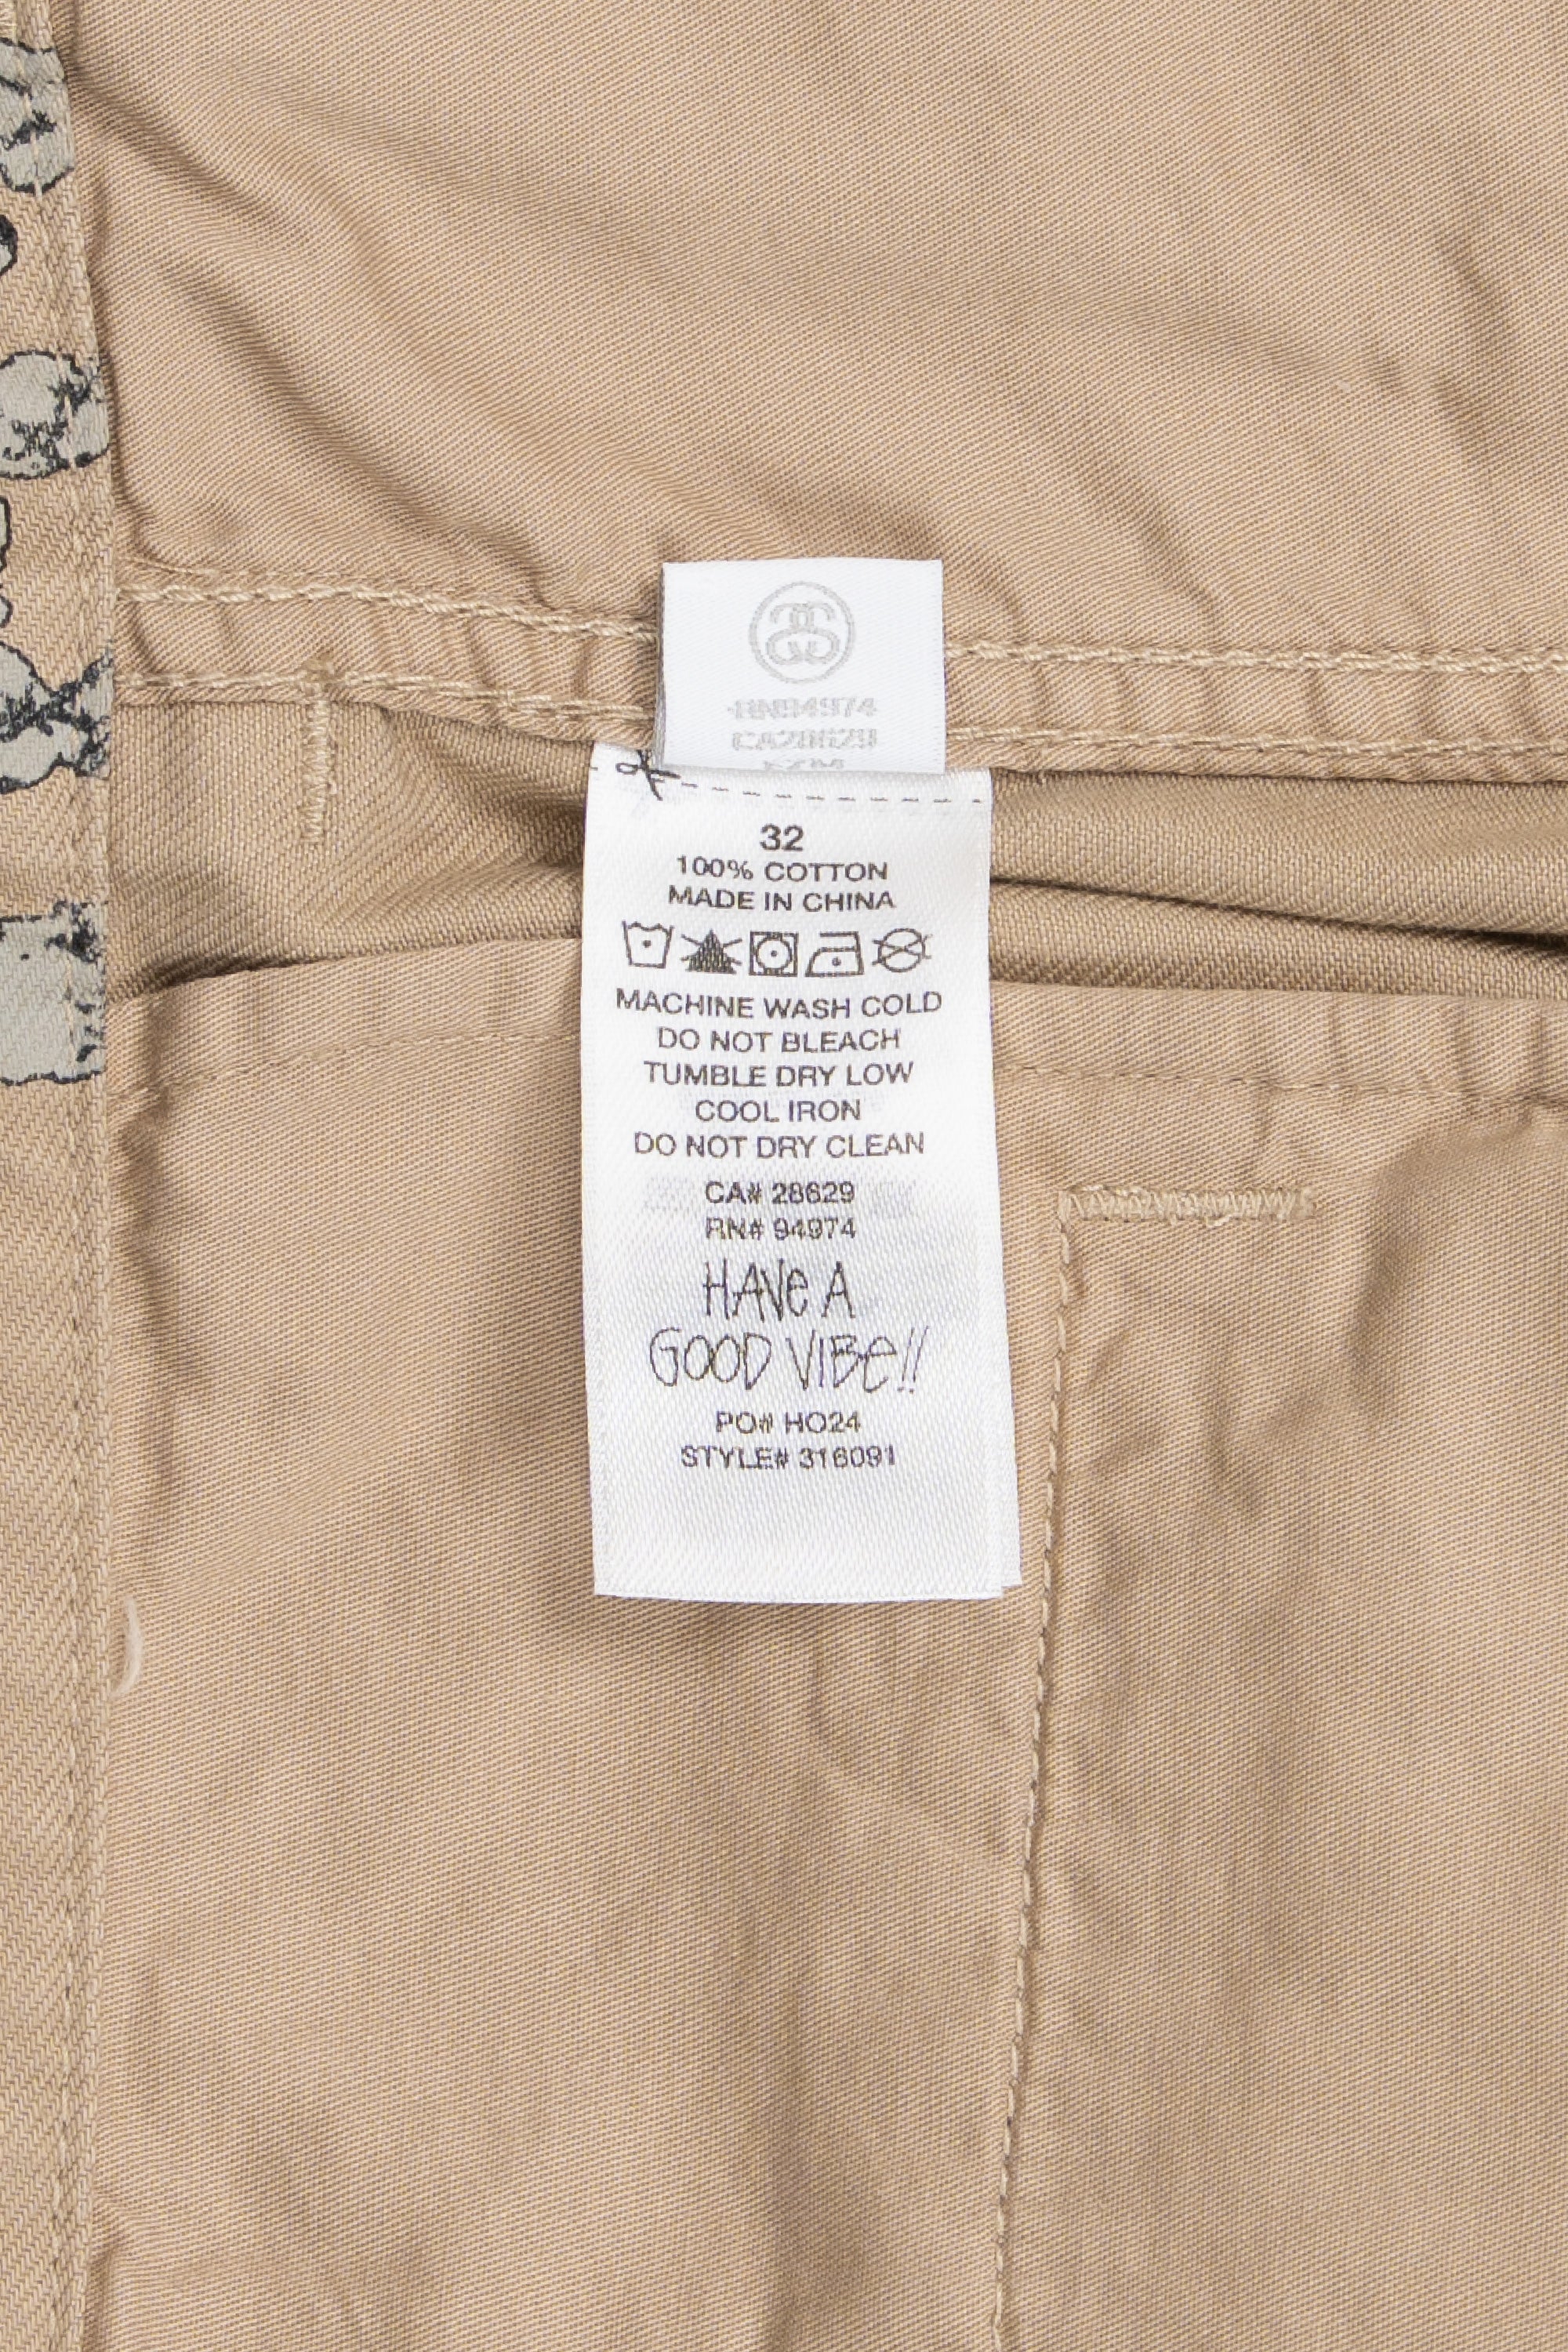 RN94974
CA28629
32
100% COTTON
MADE IN CHINA
MACHINE WASH COLD
DO NOT BLEACH
TUMBLE DRY LOW
COOL IRON
DO NOT DRY CLEAN
CA# 28629
RN# 94974
HAVE A
GOOD VIBE!!
PO# HO24
STYLE# 316091